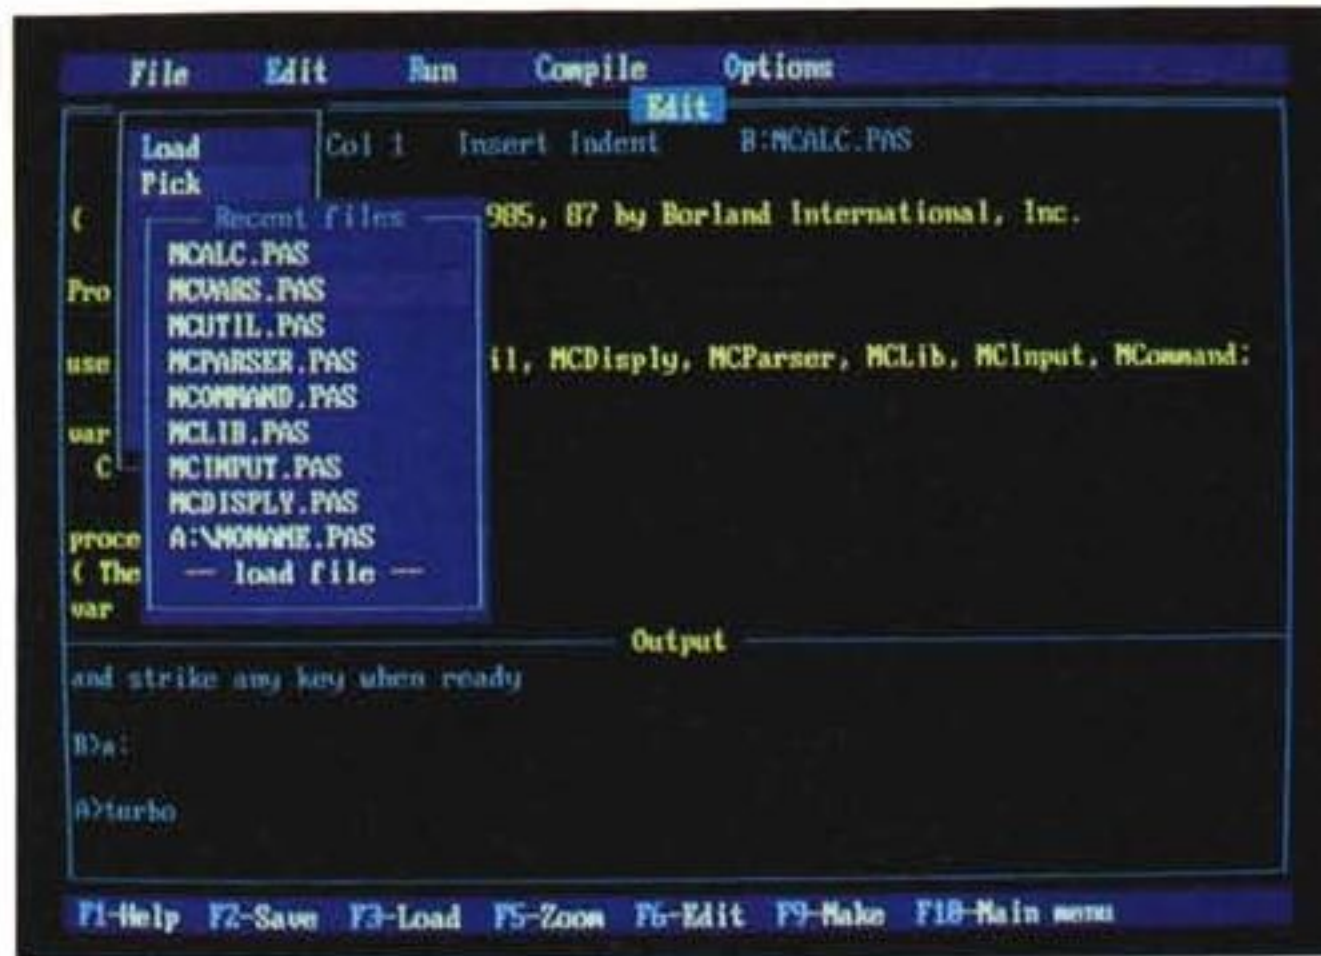 File Edit Run Compile Options
Edit
Col 1 Insert Indent B:MCALC.PAS
Load
Pick
{ 985, 87 by Borland International, Inc.
Recent files
MCALC.PAS
Pro MCVARS.PAS
MCUTIL.PAS
use MCPARSER.PAS il, MCDisply, MCParser, MCLib, MCInput, MCommand;
MCOMMAND.PAS
var MCLIB.PAS
C MCINPUT.PAS
MCDISPLY.PAS
proce A:\NONAME.PAS
{ The -- load file --
var
Output
and strike any key when ready
B>a:
A>turbo
F1-Help F2-Save F3-Load F5-Zoom F6-Edit F9-Make F10-Main menu